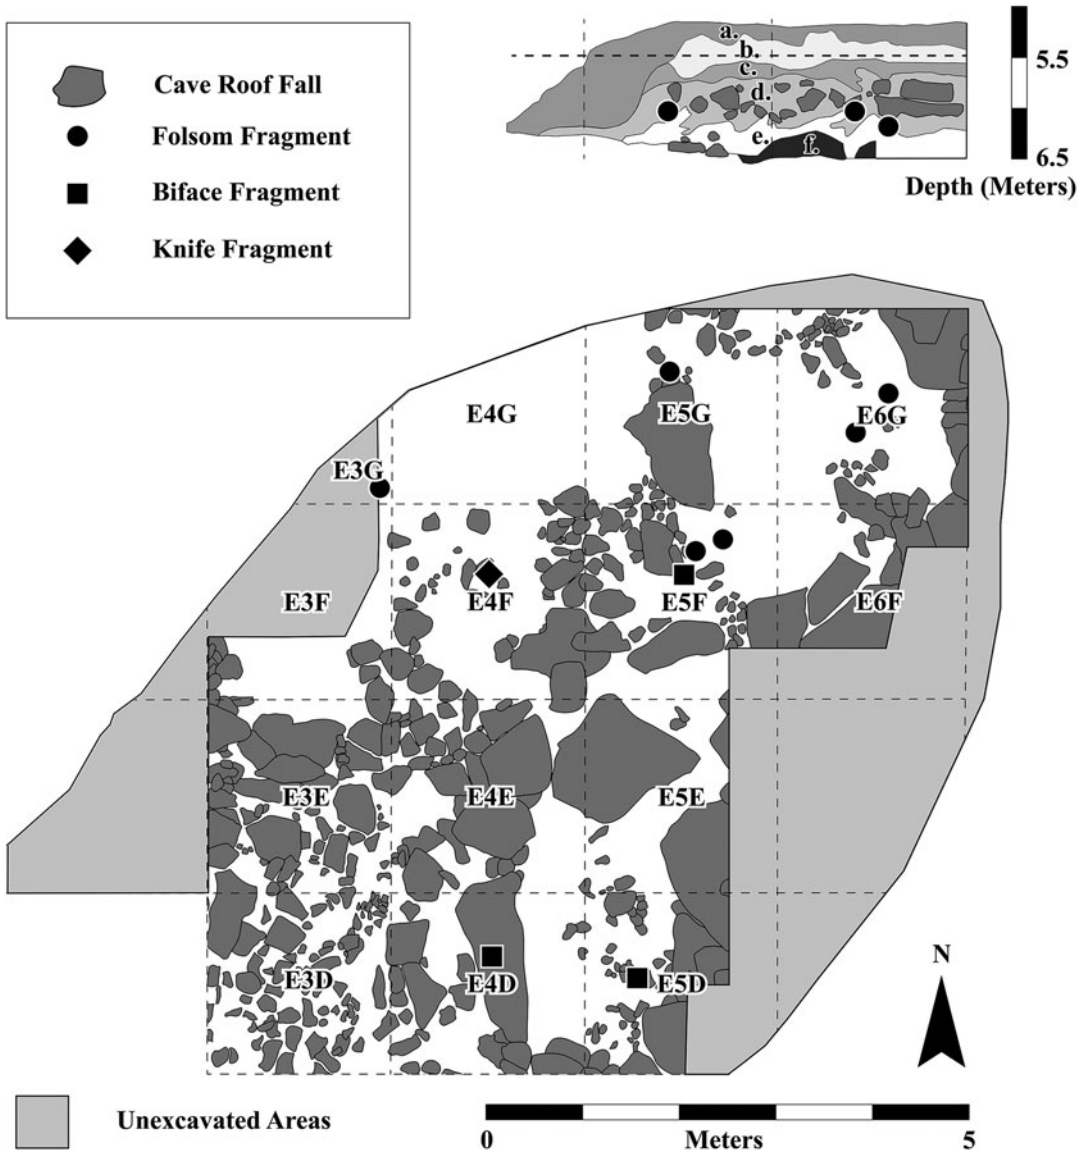 Cave Roof Fall
Folsom Fragment
Biface Fragment
Knife Fragment
a.
b.
c.
d.
e.
f.
5.5
6.5
Depth (Meters)
E4G
E5G
E6G
E3G
E3F
E4F
E5F
E6F
E3E
E4E
E5E
E3D
E4D
E5D
N
Unexcavated Areas
0
Meters
5